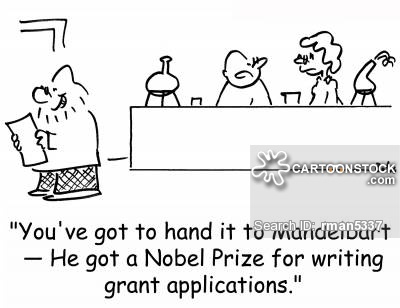 CARTOONSTOCK
.com
Search ID: rman5337
"You've got to hand it to Mandelbart
— He got a Nobel Prize for writing
grant applications."